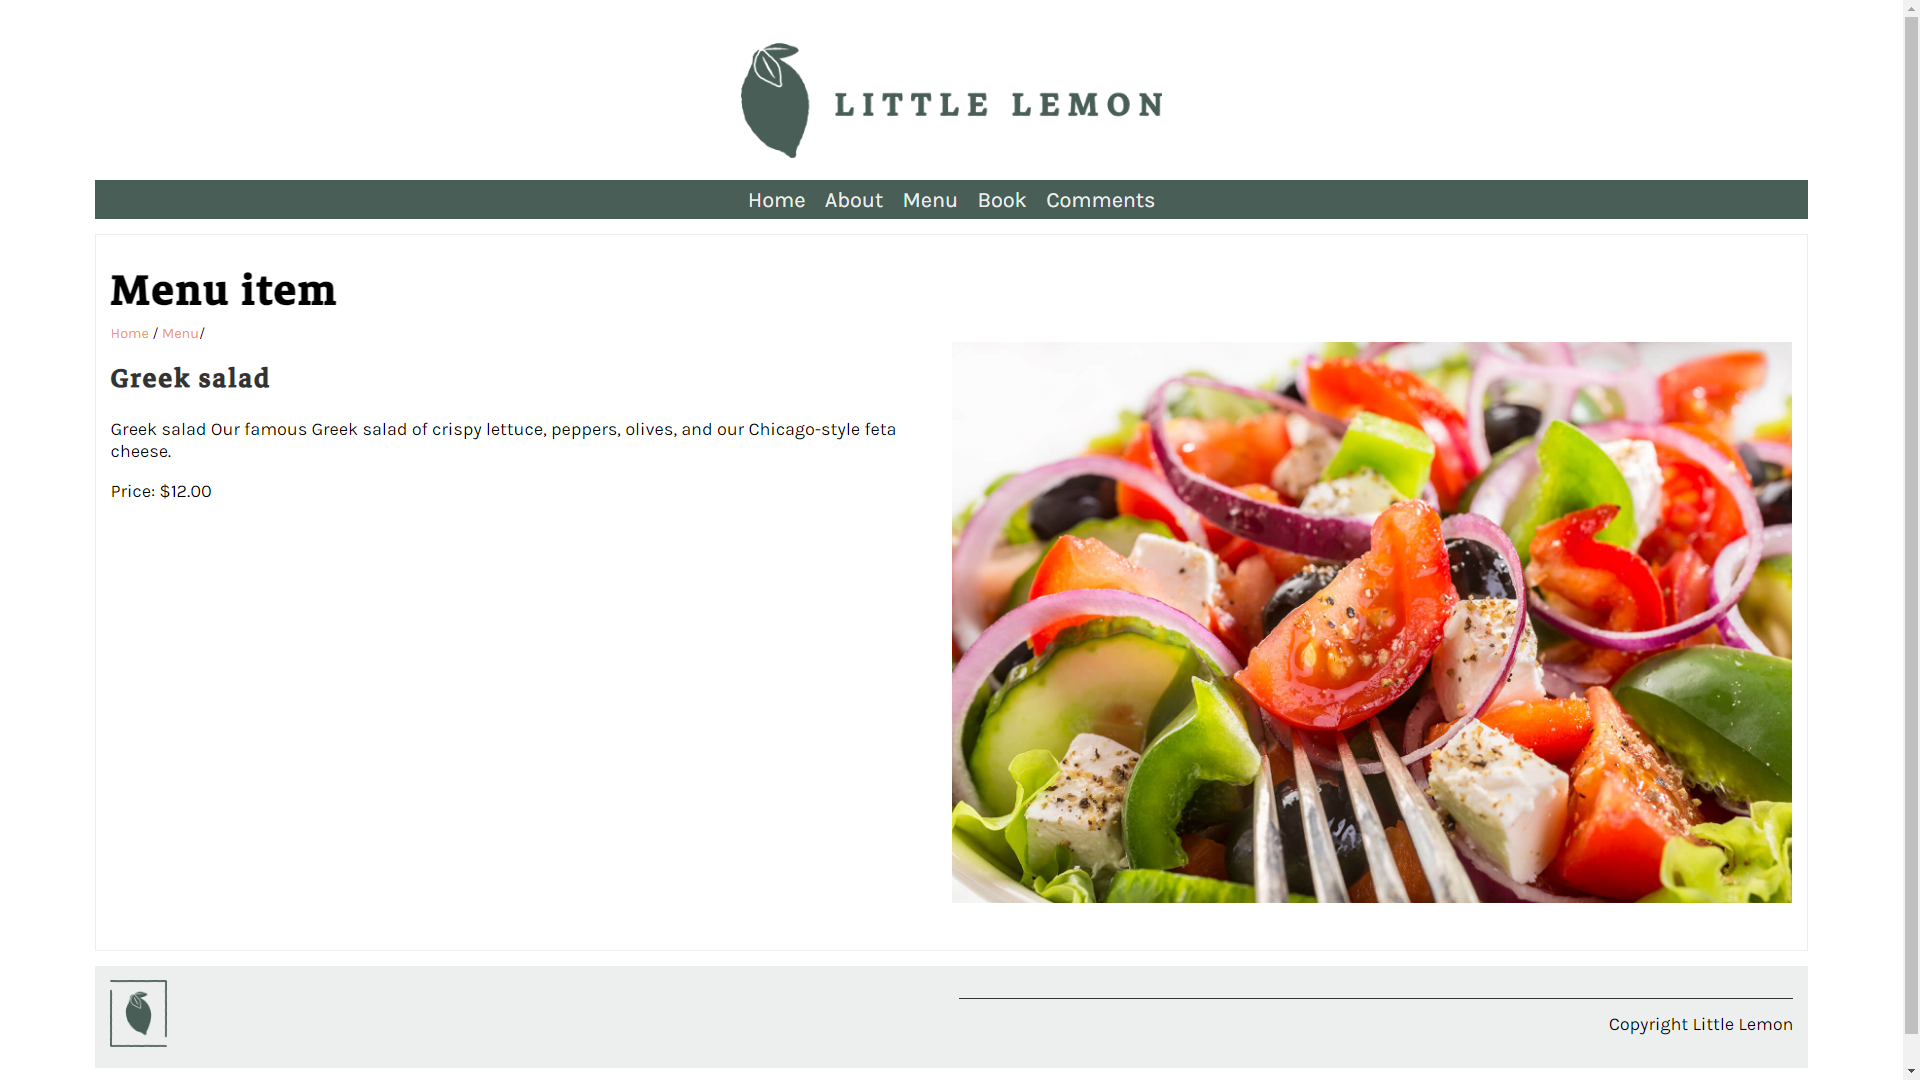 LITTLE LEMON
Home About Menu Book Comments
Menu item
Home / Menu/
Greek salad
Greek salad Our famous Greek salad of crispy lettuce, peppers, olives, and our Chicago-style feta
cheese.
Price: $12.00
Copyright Little Lemon